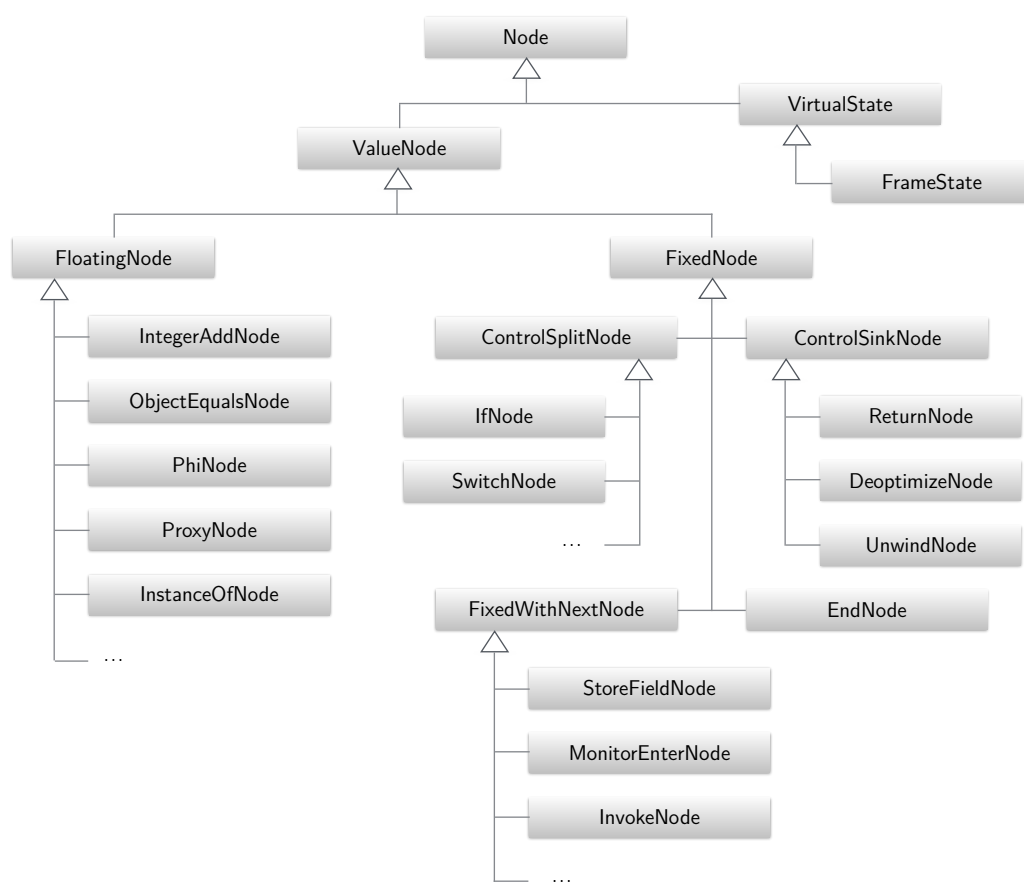 Node
VirtualState
ValueNode
FrameState
FloatingNode
FixedNode
IntegerAddNode
ControlSplitNode
ControlSinkNode
ObjectEqualsNode
IfNode
ReturnNode
PhiNode
SwitchNode
DeoptimizeNode
ProxyNode
...
UnwindNode
InstanceOfNode
FixedWithNextNode
EndNode
...
StoreFieldNode
MonitorEnterNode
InvokeNode
...